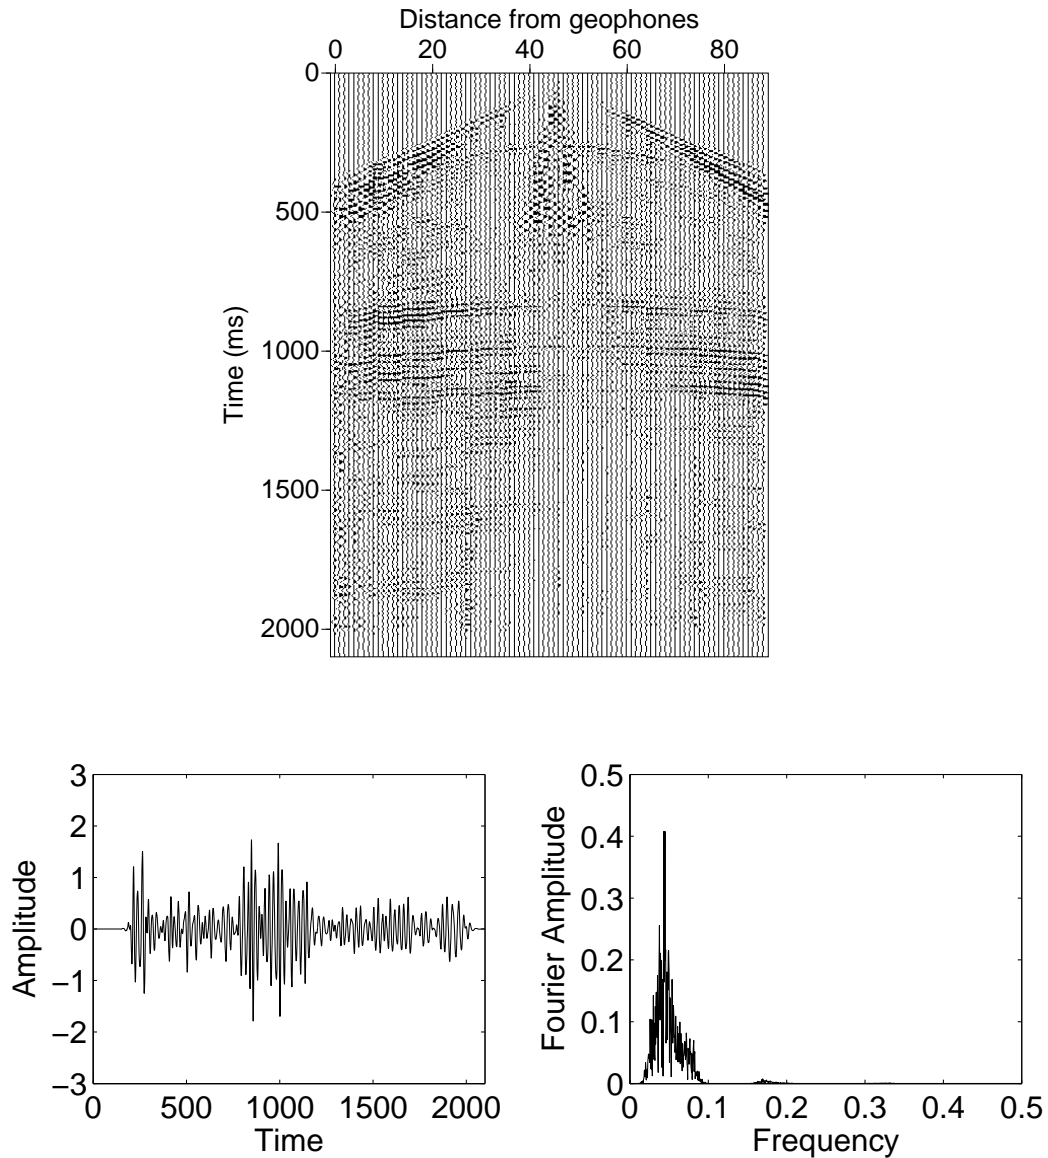 Distance from geophones
0 20 40 60 80
0
500
1000
1500
2000
Time (ms)
3
2
1
0
−1
−2
−3
Amplitude
0 500 1000 1500 2000
Time
0.5
0.4
0.3
0.2
0.1
0
Fourier Amplitude
0 0.1 0.2 0.3 0.4 0.5
Frequency